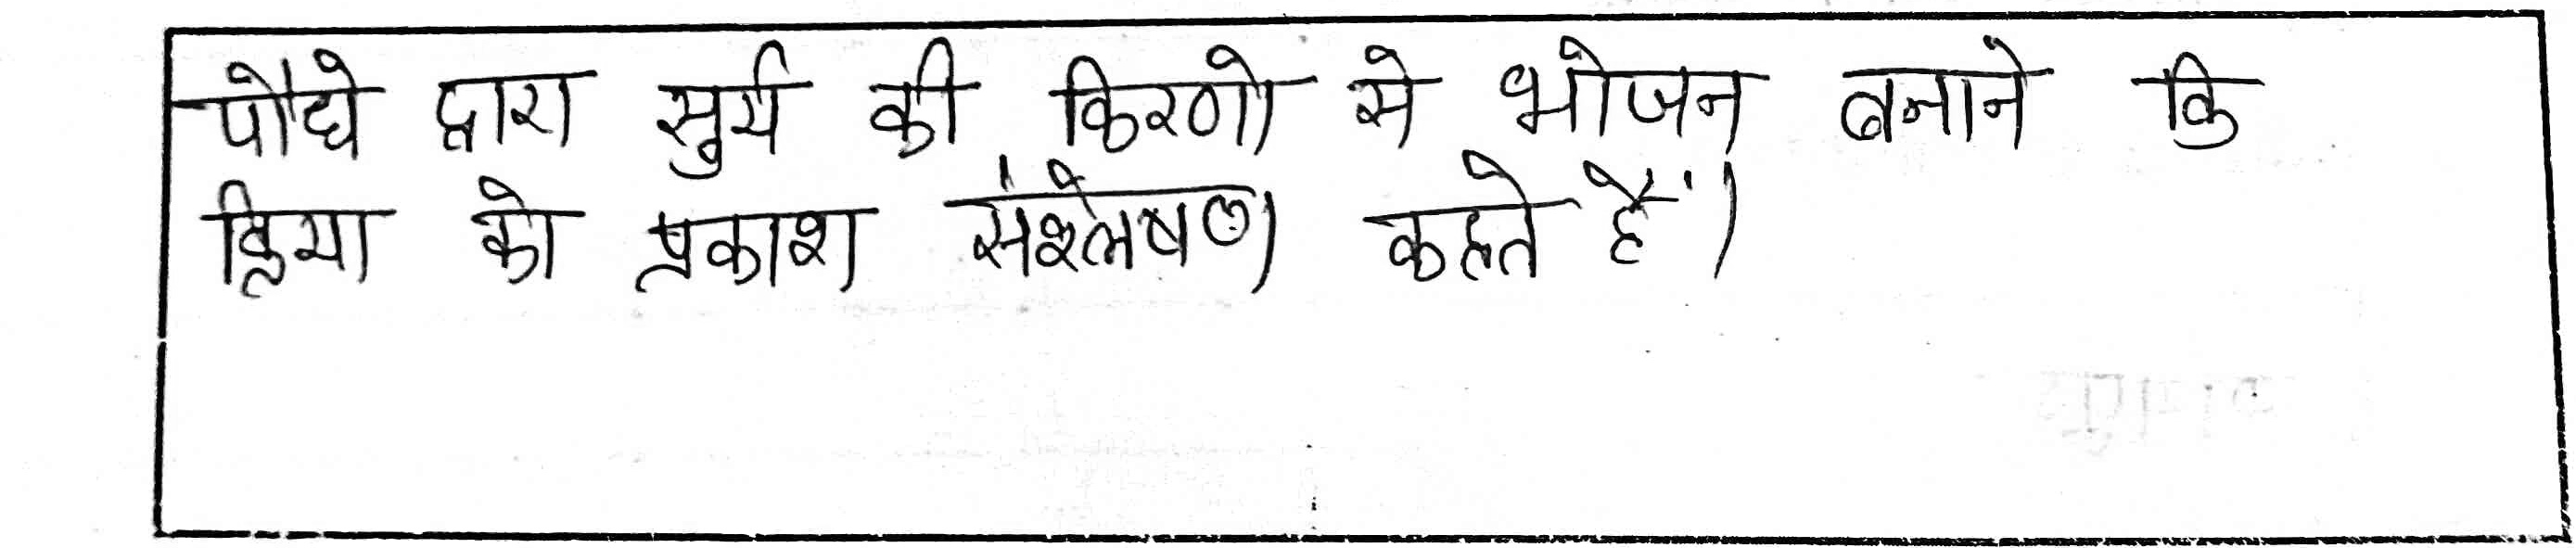 पौधे द्वारा सुर्य की किरणो से भोजन बनाने कि
क्रिया को प्रकाश संश्लेषण कहते हैं।